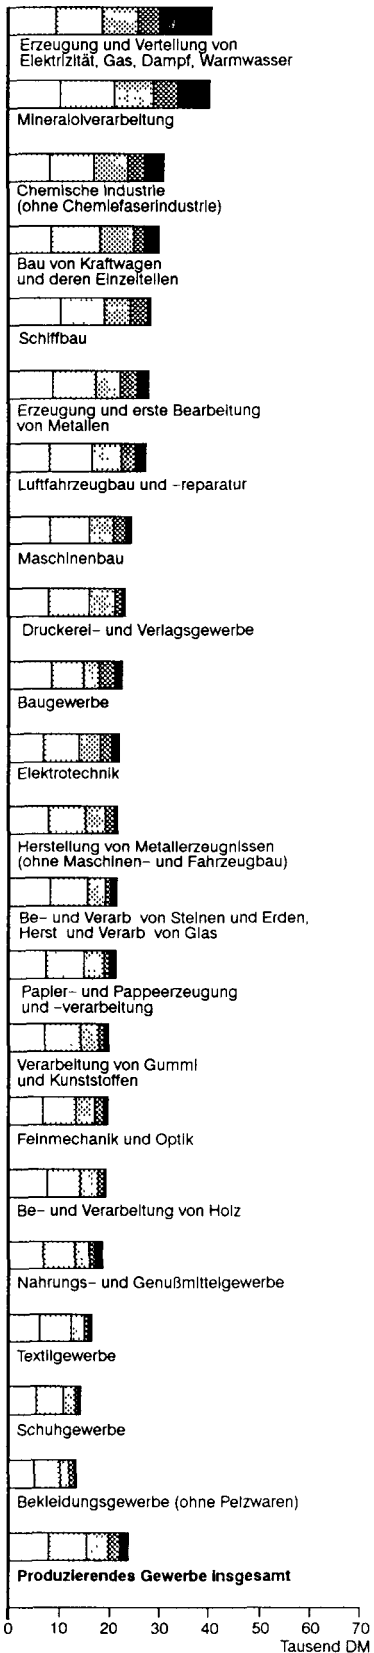 Erzeugung und Verteilung von
Elektrizität, Gas, Dampf, Warmwasser
Mineralölverarbeitung
Chemische Industrie
(ohne Chemiefaserindustrie)
Bau von Kraftwagen
und deren Einzelteilen
Schiffbau
Erzeugung und erste Bearbeitung
von Metallen
Luftfahrzeugbau und -reparatur
Maschinenbau
Druckerei- und Verlagsgewerbe
Baugewerbe
Elektrotechnik
Herstellung von Metallerzeugnissen
(ohne Maschinen- und Fahrzeugbau)
Be- und Verarb von Steinen und Erden,
Herst und Verarb von Glas
Papier- und Pappeerzeugung
und -verarbeitung
Verarbeitung von Gummi
und Kunststoffen
Feinmechanik und Optik
Be- und Verarbeitung von Holz
Nahrungs- und Genußmittelgewerbe
Textilgewerbe
Schuhgewerbe
Bekleidungsgewerbe (ohne Pelzwaren)
Produzierendes Gewerbe insgesamt
0 10 20 30 40 50 60 70
Tausend DM